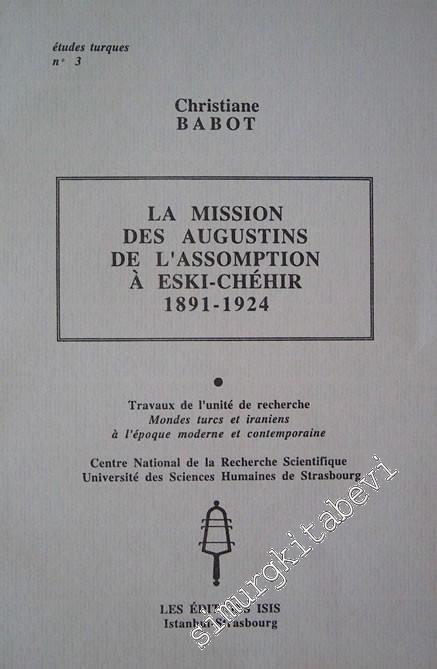 études turques
n° 3
Christiane
BABOT
LA MISSION
DES AUGUSTINS
DE L'ASSOMPTION
À ESKI-CHÉHIR
1891-1924
Travaux de l'unité de recherche
Mondes turcs et iraniens
à l'époque moderne et contemporaine
Centre National de la Recherche Scientifique
Université des Sciences Humaines de Strasbourg
LES ÉDITIONS ISIS
Istanbul-Strasbourg
simurgkitabevi